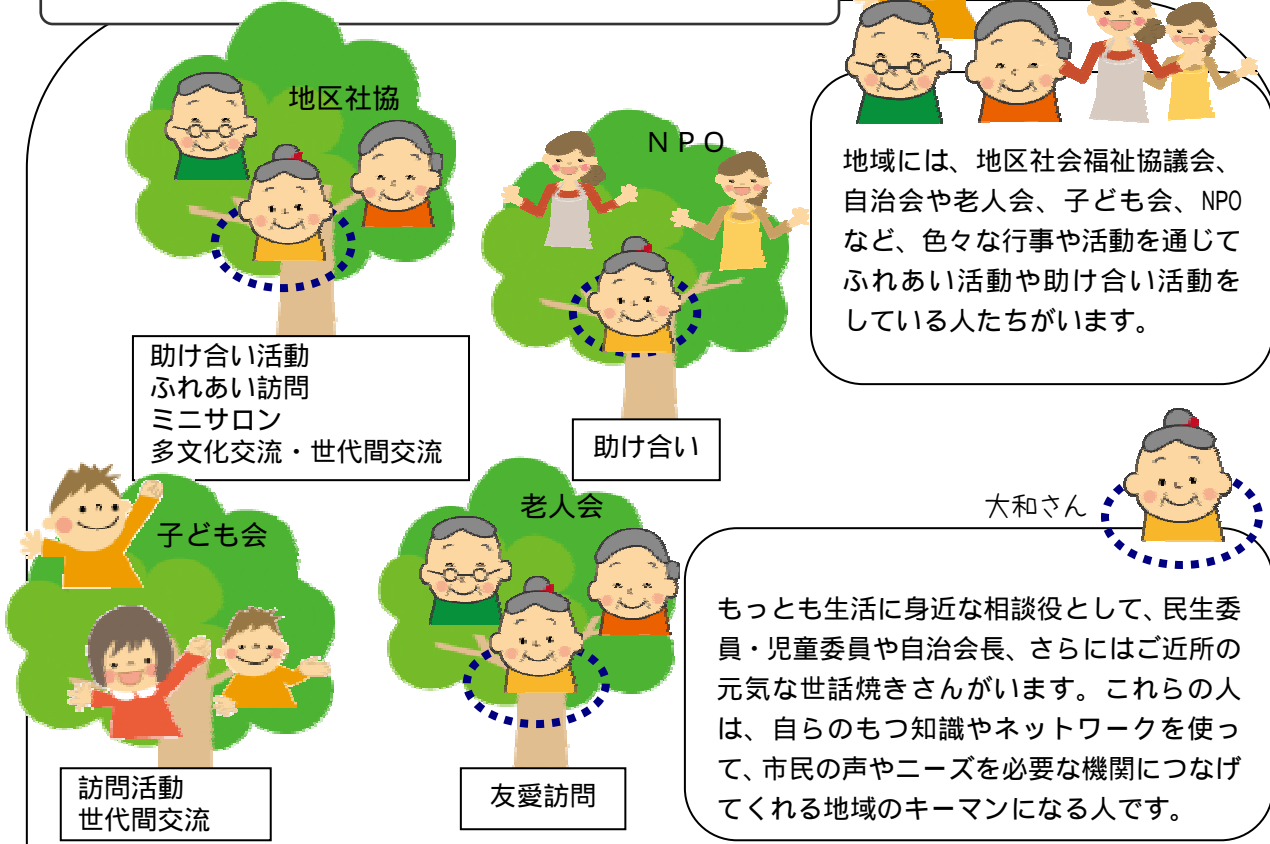 地区社協
助け合い活動
ふれあい訪問
ミニサロン
多文化交流・世代間交流
ＮＰＯ
助け合い
地域には、地区社会福祉協議会、
自治会や老人会、子ども会、NPO
など、色々な行事や活動を通じて
ふれあい活動や助け合い活動を
している人たちがいます。
子ども会
訪問活動
世代間交流
老人会
友愛訪問
大和さん
もっとも生活に身近な相談役として、民生委
員・児童委員や自治会長、さらにはご近所の
元気な世話焼きさんがいます。これらの人
は、自らのもつ知識やネットワークを使っ
て、市民の声やニーズを必要な機関につなげ
てくれる地域のキーマンになる人です。